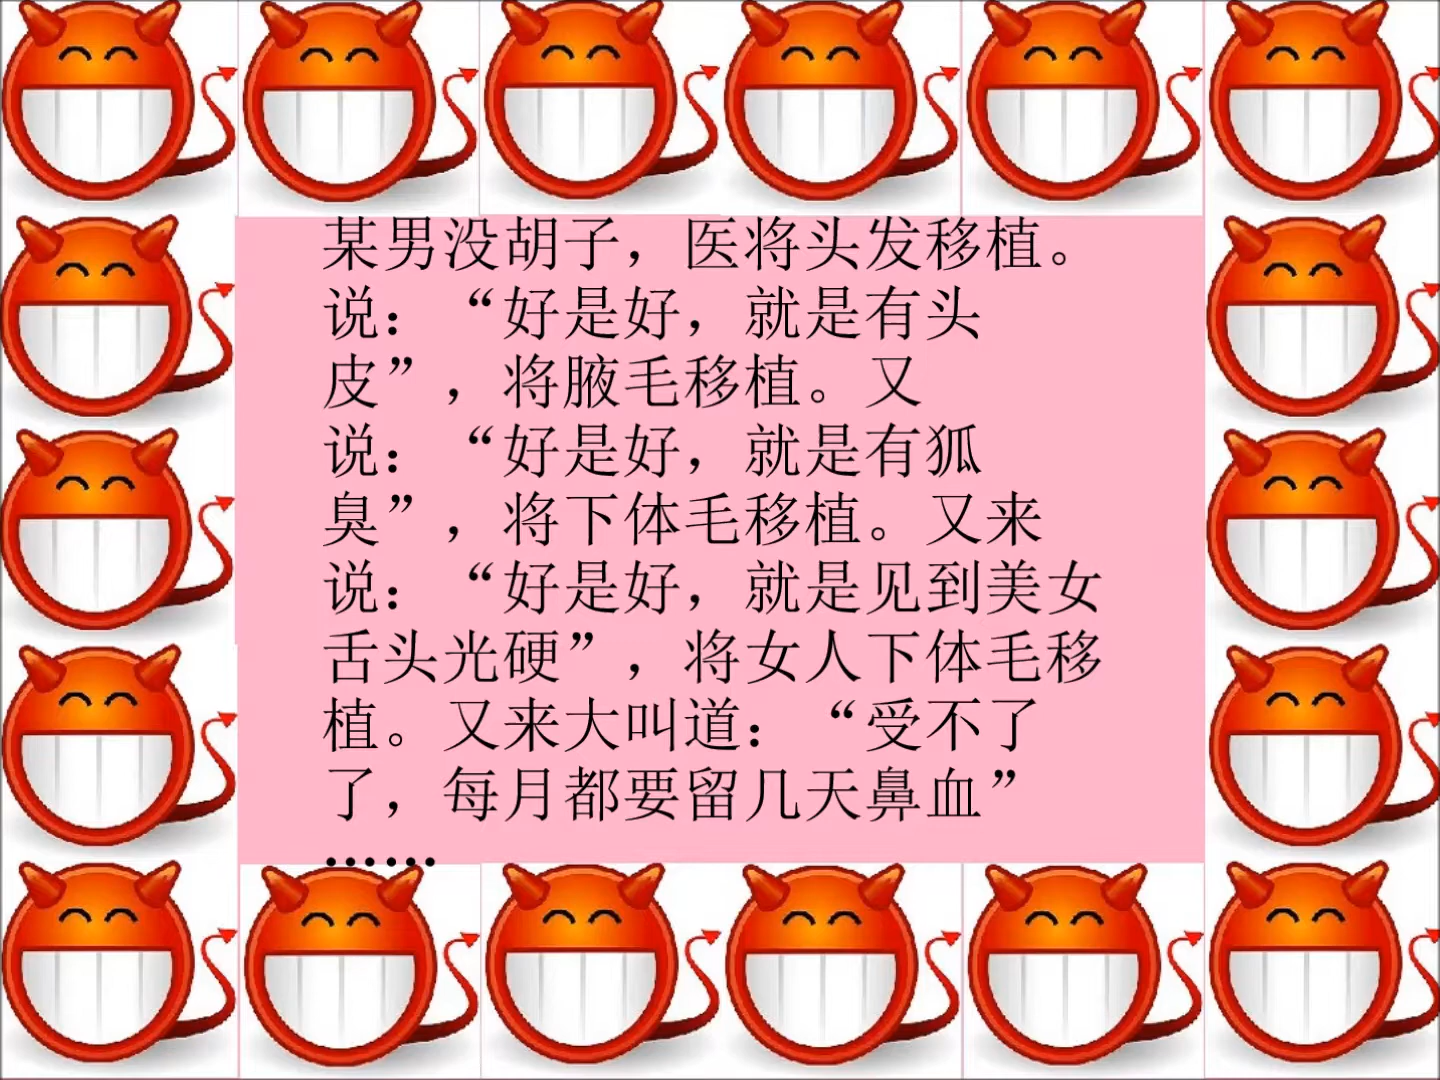 某男没胡子，医将头发移植。
说：“好是好，就是有头
皮”，将腋毛移植。又
说：“好是好，就是有狐
臭”，将下体毛移植。又来
说：“好是好，就是见到美女
舌头光硬”，将女人下体毛移
植。又来大叫道：“受不了
了，每月都要留几天鼻血”
……